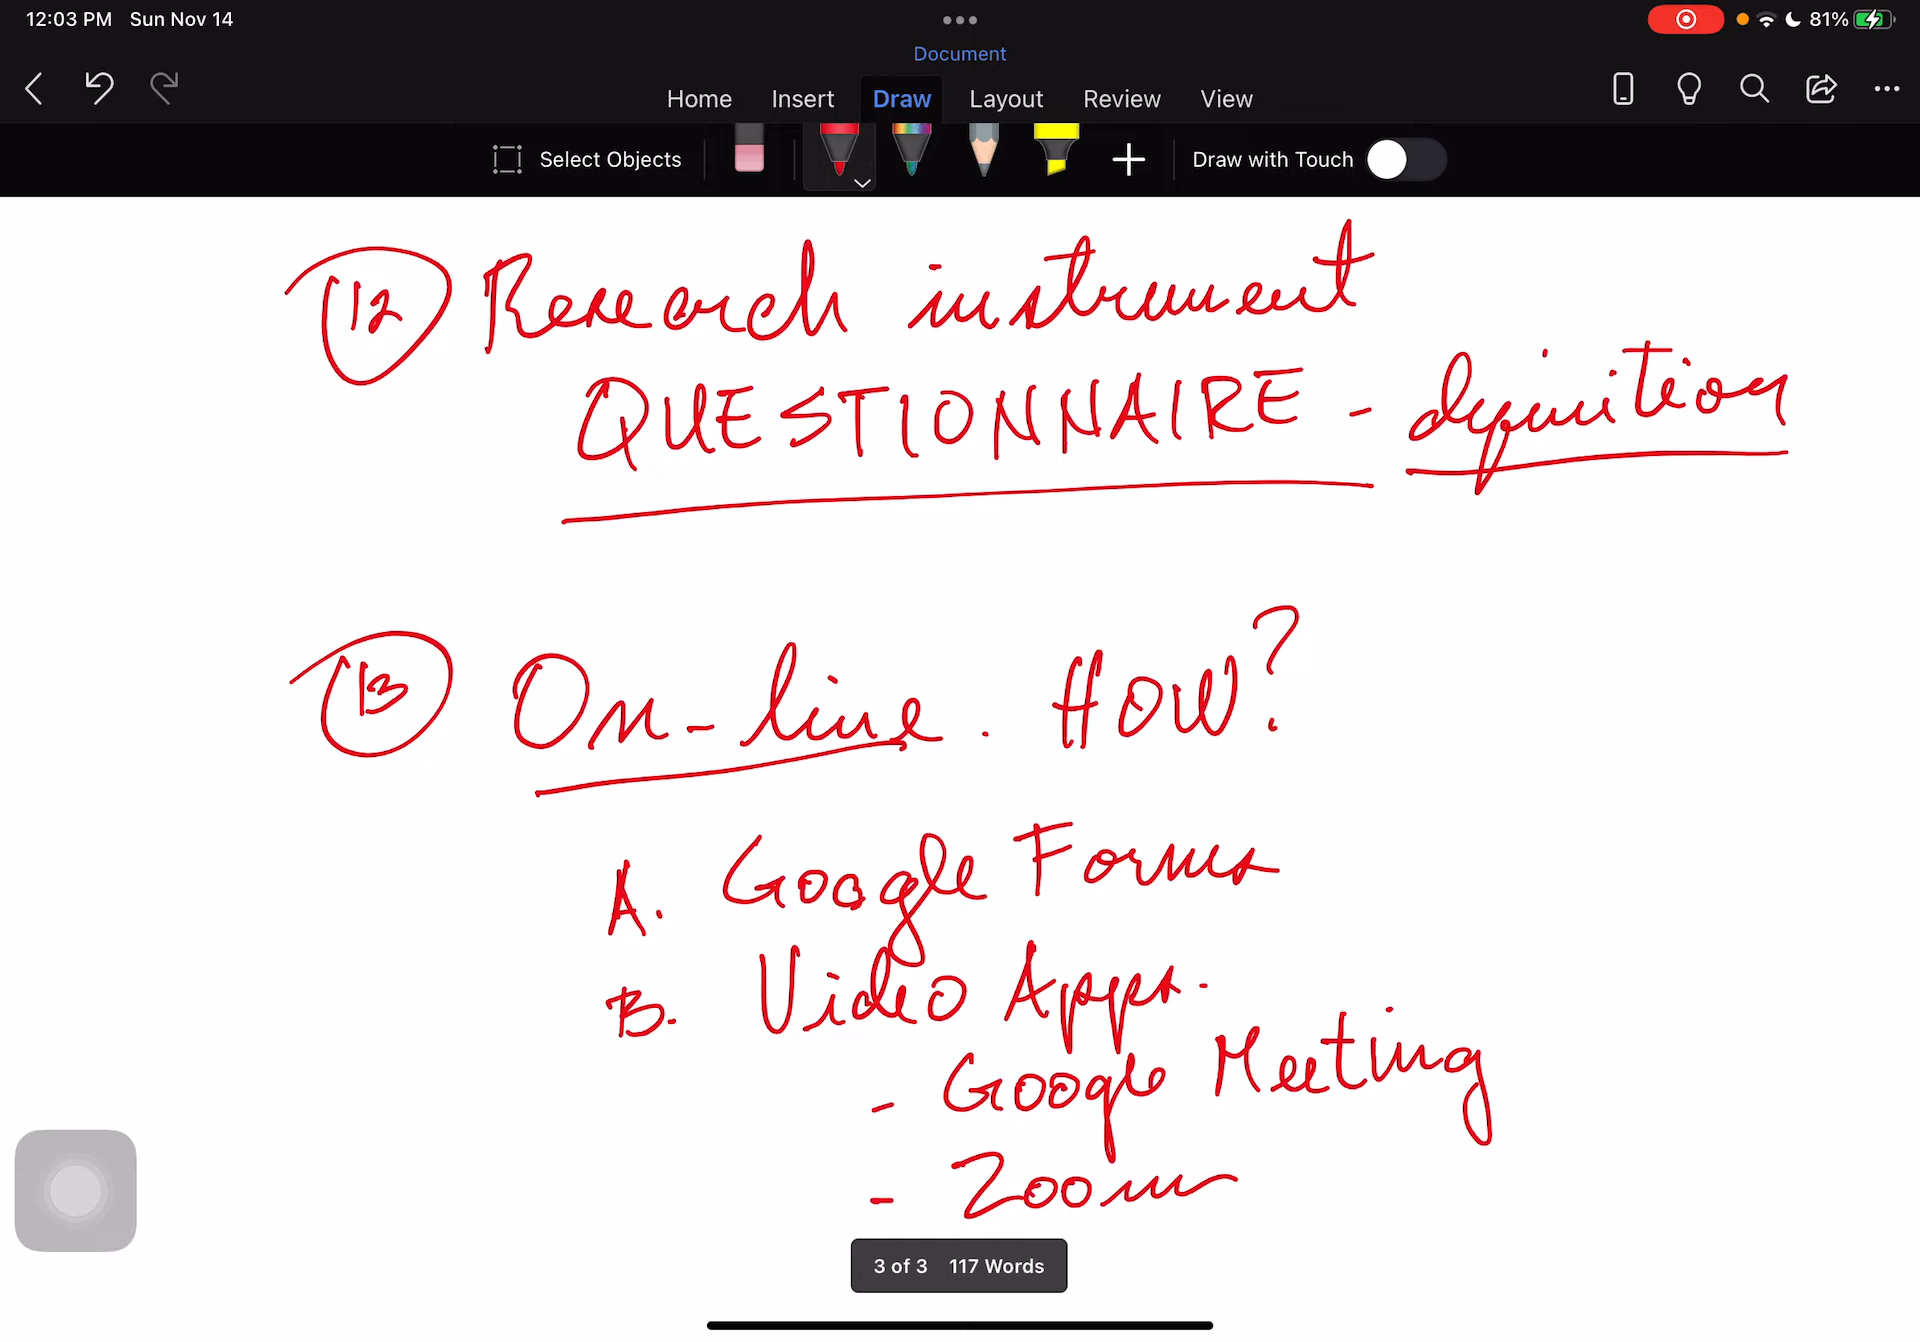 12:03 PM Sun Nov 14
81%
Document
Home Insert Draw Layout Review View
Select Objects
Draw with Touch
12 Research instrument
QUESTIONNAIRE - definition
13 On-line. HOW?
A. Google Forms
B. Video Apps.
- Google Meeting
- Zoom
3 of 3 117 Words